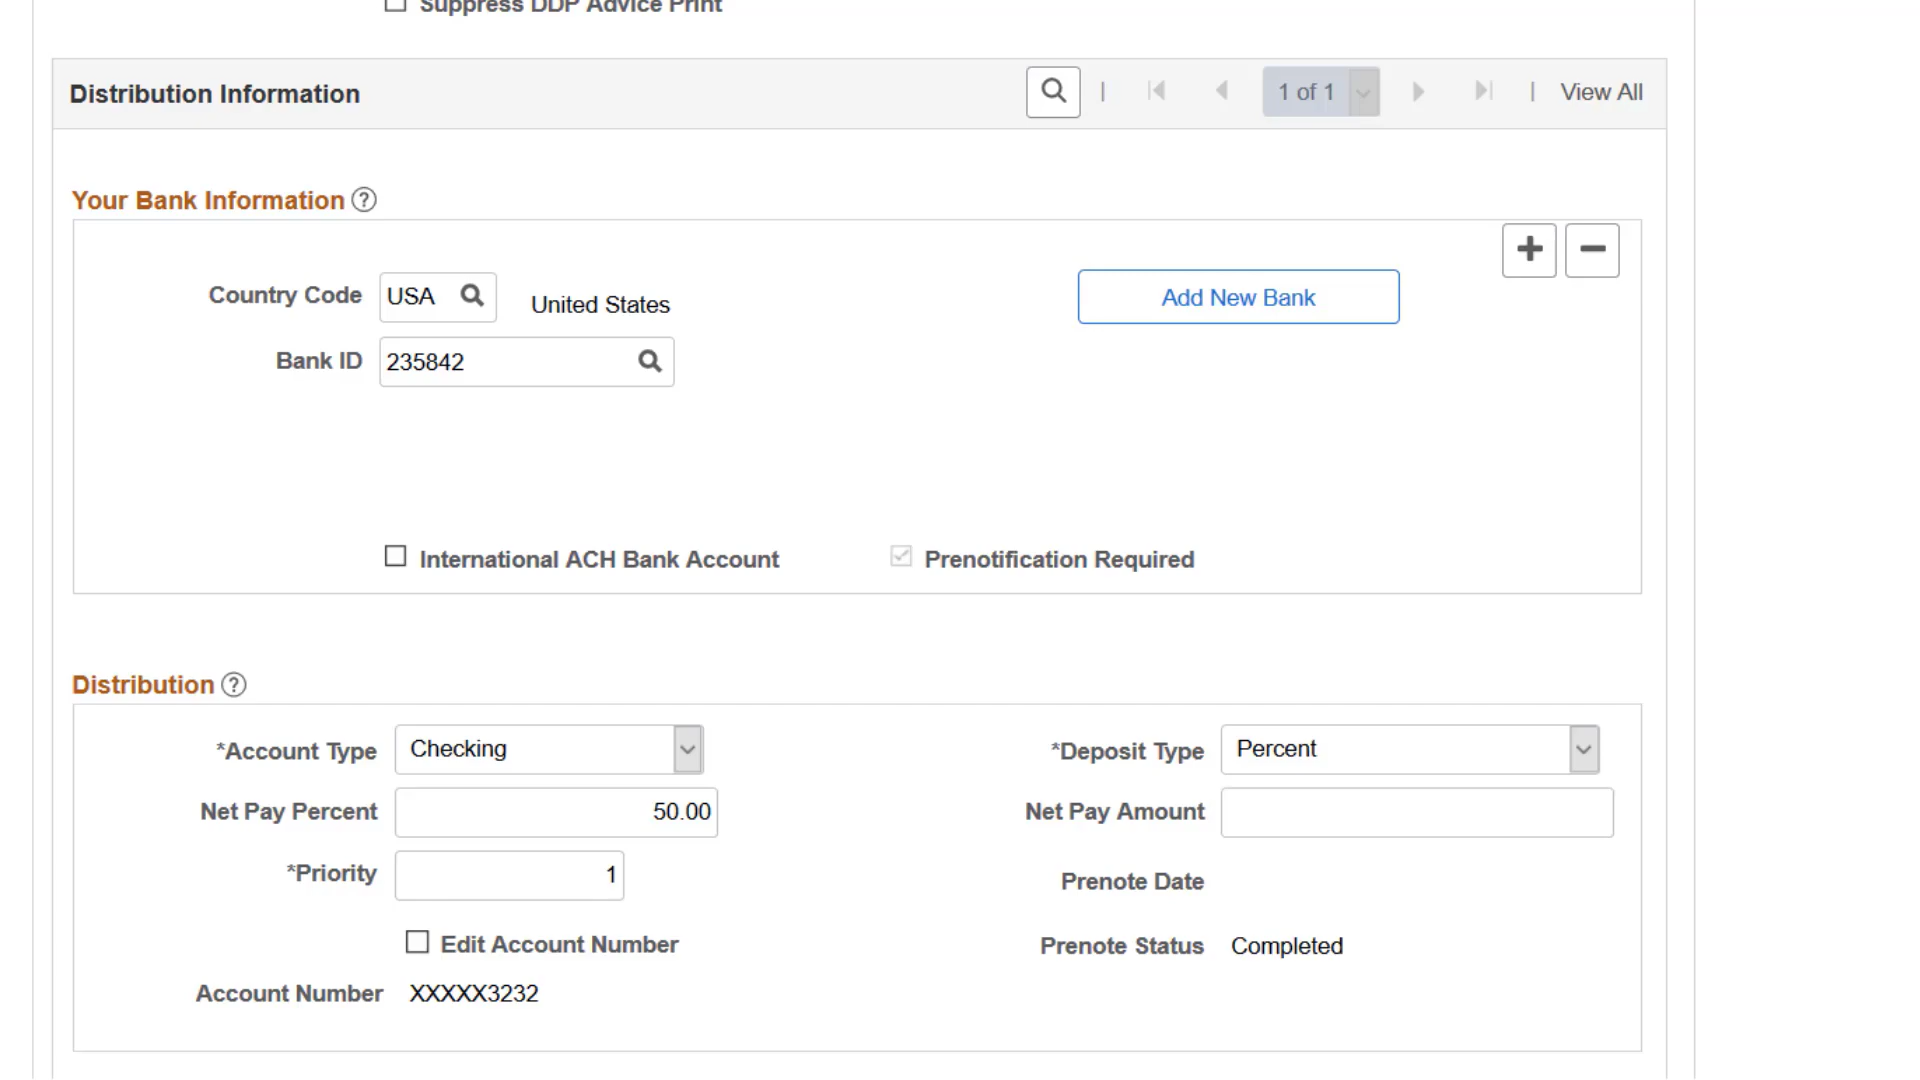 Suppress DDP Advice Print
Distribution Information | 1 of 1 | View All
Your Bank Information ?
Country Code USA United States Add New Bank
Bank ID 235842
International ACH Bank Account Prenotification Required
Distribution ?
*Account Type Checking *Deposit Type Percent
Net Pay Percent 50.00 Net Pay Amount
*Priority 1 Prenote Date
Edit Account Number Prenote Status Completed
Account Number XXXXX3232